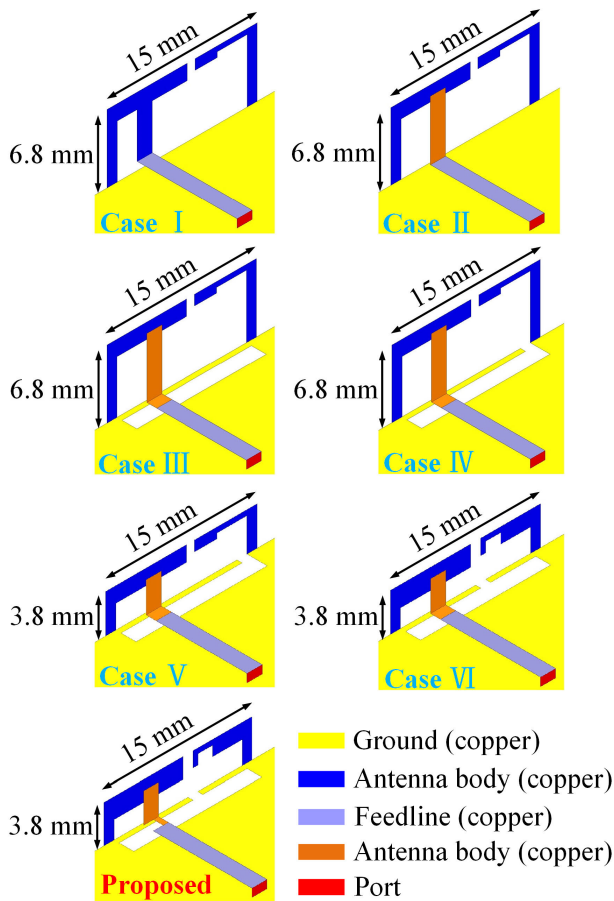 15 mm
6.8 mm
Case Ⅰ
15 mm
6.8 mm
Case Ⅱ
15 mm
6.8 mm
Case Ⅲ
15 mm
6.8 mm
Case Ⅳ
15 mm
3.8 mm
Case Ⅴ
15 mm
3.8 mm
Case Ⅵ
15 mm
3.8 mm
Proposed
Ground (copper)
Antenna body (copper)
Feedline (copper)
Antenna body (copper)
Port